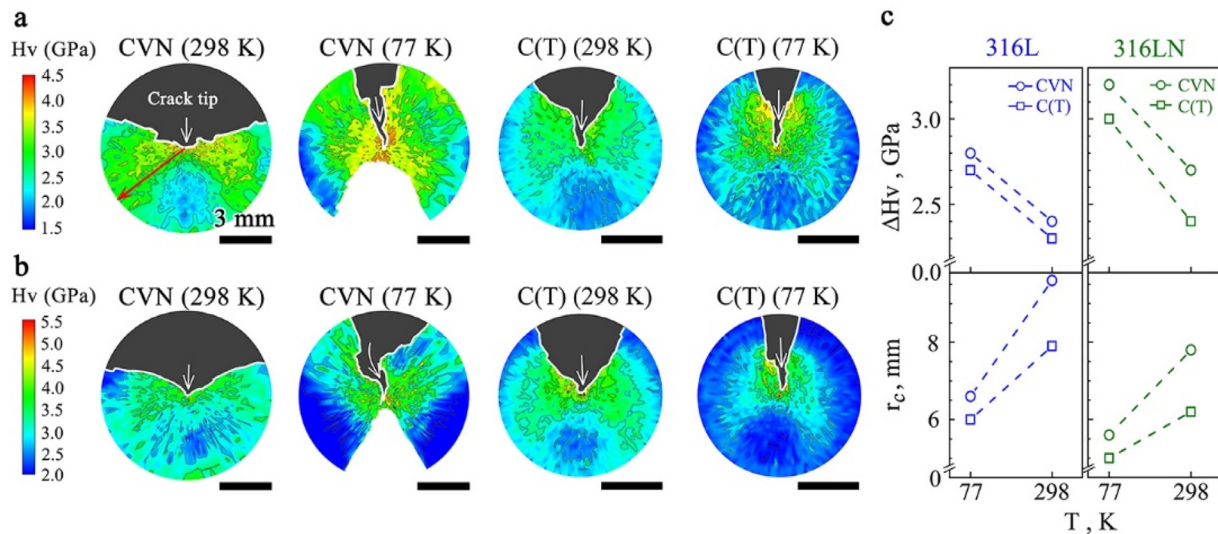 a
Hv (GPa)
CVN (298 K)
CVN (77 K)
C(T) (298 K)
C(T) (77 K)
4.5
4.0
3.5
3.0
2.5
2.0
1.5
Crack tip
3 mm
b
Hv (GPa)
CVN (298 K)
CVN (77 K)
C(T) (298 K)
C(T) (77 K)
5.5
5.0
4.5
4.0
3.5
3.0
2.5
2.0
c
316L
316LN
CVN
C(T)
CVN
C(T)
ΔHv , GPa
3.0
2.5
0.0
r_c, mm
8
6
0
77
298
77
298
T , K